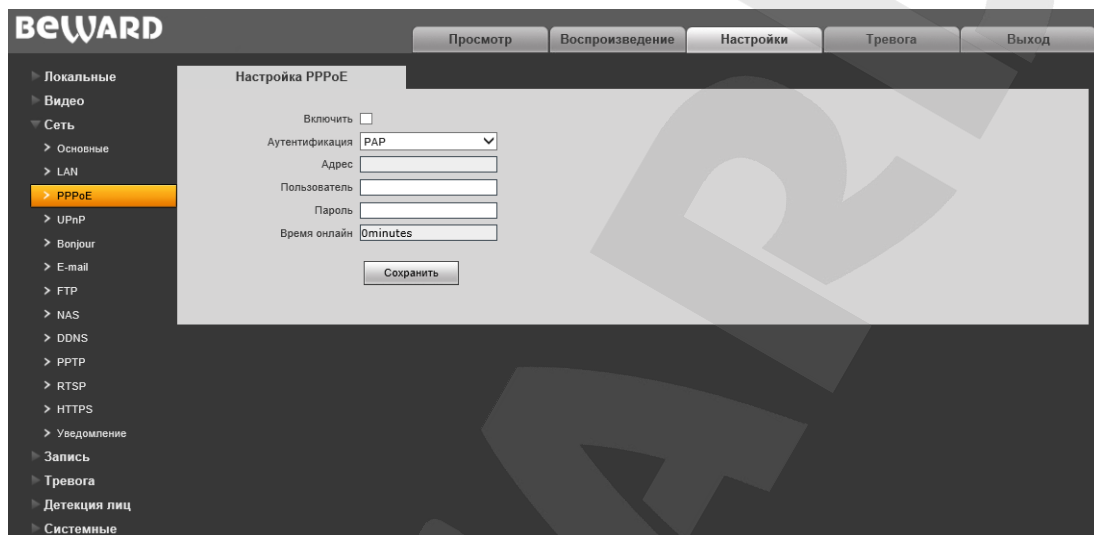 BEWARD
Просмотр Воспроизведение Настройки Тревога Выход
Локальные
Видео
Сеть
Основные
LAN
PPPoE
UPnP
Bonjour
E-mail
FTP
NAS
DDNS
PPTP
RTSP
HTTPS
Уведомление
Запись
Тревога
Детекция лиц
Системные
Настройка PPPoE
Включить
Аутентификация PAP
Адрес
Пользователь
Пароль
Время онлайн 0minutes
Сохранить